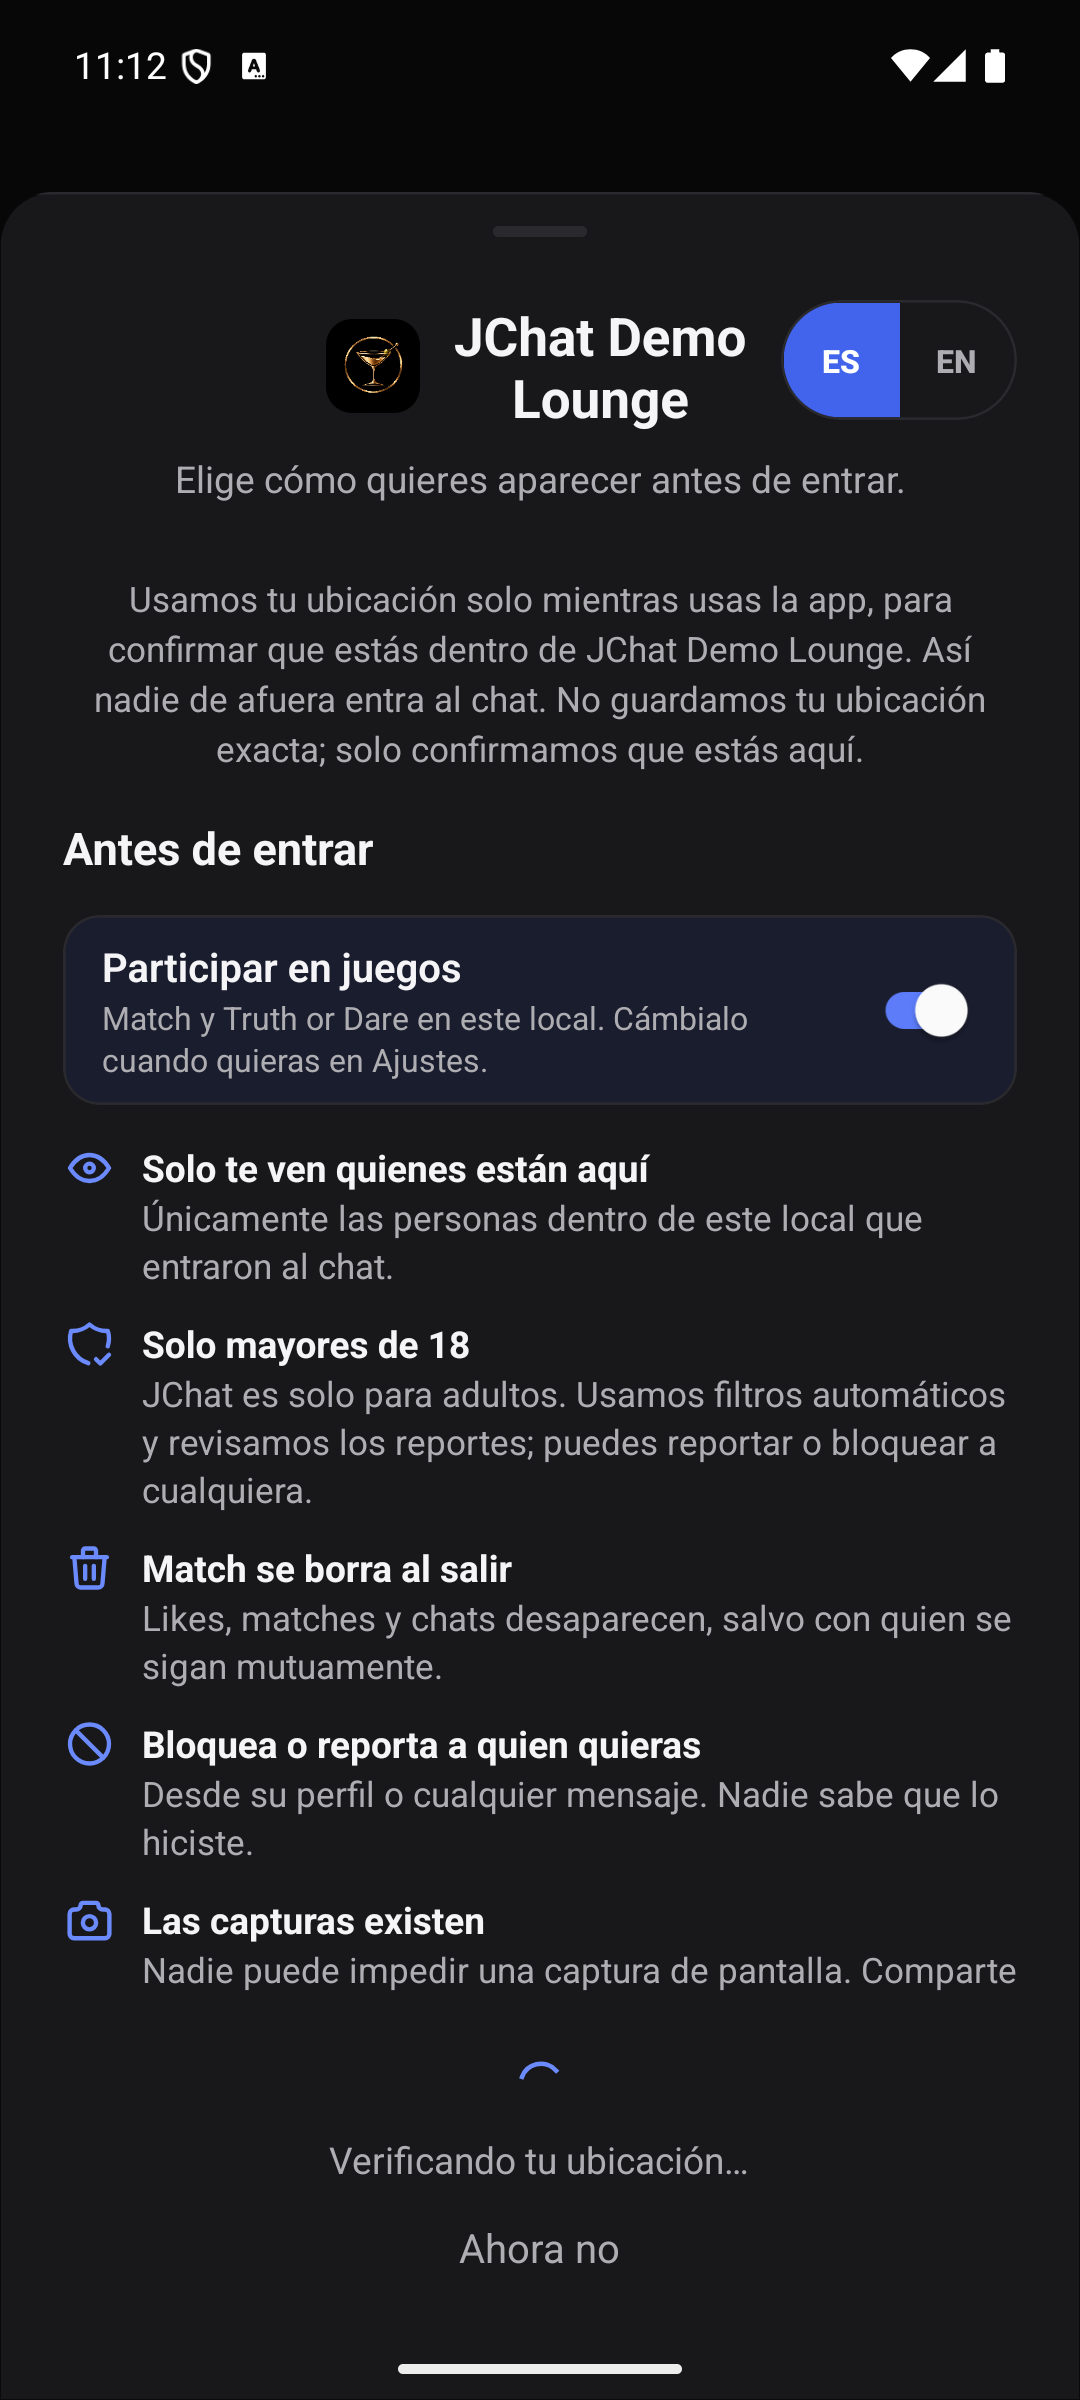 11:12
JChat Demo
Lounge
ES
EN
Elige cómo quieres aparecer antes de entrar.
Usamos tu ubicación solo mientras usas la app, para
confirmar que estás dentro de JChat Demo Lounge. Así
nadie de afuera entra al chat. No guardamos tu ubicación
exacta; solo confirmamos que estás aquí.
Antes de entrar
Participar en juegos
Match y Truth or Dare en este local. Cámbialo
cuando quieras en Ajustes.
Solo te ven quienes están aquí
Únicamente las personas dentro de este local que
entraron al chat.
Solo mayores de 18
JChat es solo para adultos. Usamos filtros automáticos
y revisamos los reportes; puedes reportar o bloquear a
cualquiera.
Match se borra al salir
Likes, matches y chats desaparecen, salvo con quien se
sigan mutuamente.
Bloquea o reporta a quien quieras
Desde su perfil o cualquier mensaje. Nadie sabe que lo
hiciste.
Las capturas existen
Nadie puede impedir una captura de pantalla. Comparte
Verificando tu ubicación…
Ahora no